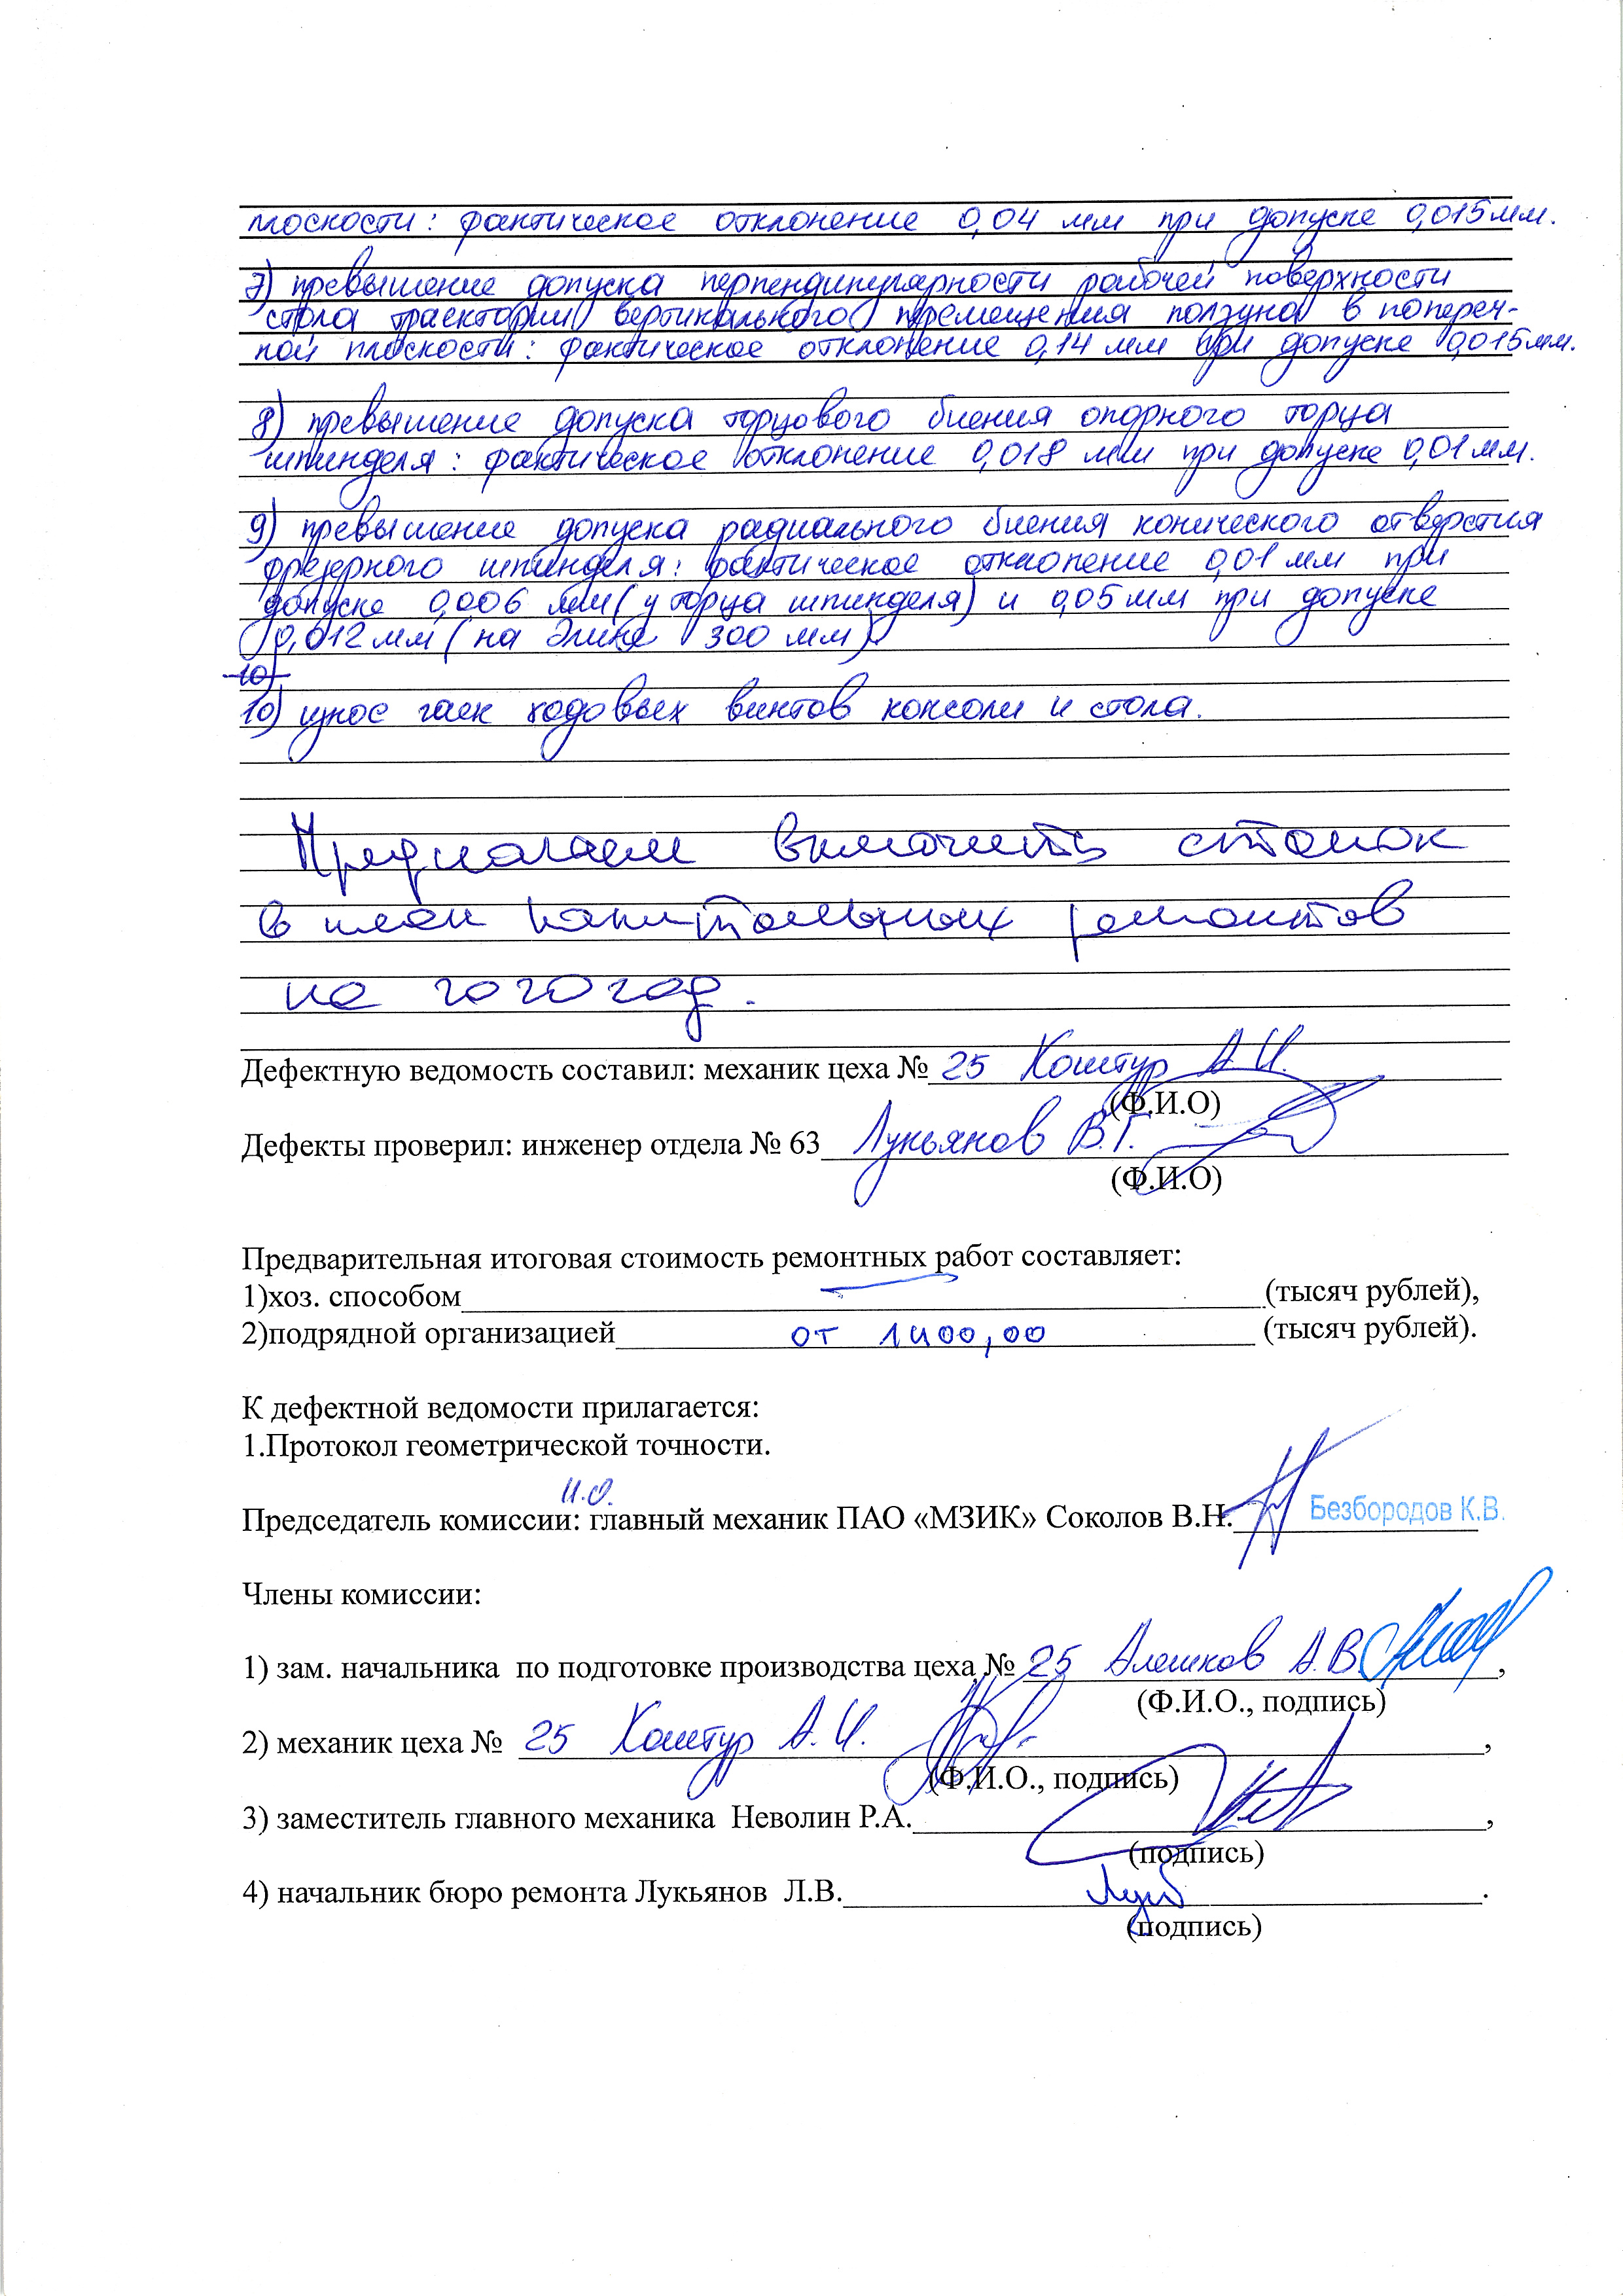 плоскости: фактическое отклонение 0,04 мм при допуске 0,015мм.
7) превышение допуска перпендикулярности рабочей поверхности
стола траектории вертикального перемещения ползуна в попереч-
ной плоскости: фактическое отклонение 0,14 мм при допуске 0,015мм.
8) превышение допуска торцового биения опорного торца
шпинделя: фактическое отклонение 0,018 мм при допуске 0,01мм.
9) превышение допуска радиального биения конического отверстия
фрезерного шпинделя: фактическое отклонение 0,01 мм при
допуске 0,006 мм (у торца шпинделя) и 0,05мм при допуске
0,012мм (на длине 300 мм)
10)
10) износ гаек ходовых винтов консоли и стола.
Предлагаем включить станок
в план капитальных ремонтов
на 2020 год.
Дефектную ведомость составил: механик цеха № 25 Коштур А.И.
(Ф.И.О)
Дефекты проверил: инженер отдела № 63 Лукьянов В.Г.
(Ф.И.О)
Предварительная итоговая стоимость ремонтных работ составляет:
1)хоз. способом — (тысяч рублей),
2)подрядной организацией от 1400,00 (тысяч рублей).
К дефектной ведомости прилагается:
1.Протокол геометрической точности.
И.О.
Председатель комиссии: главный механик ПАО «МЗИК» Соколов В.Н. Безбородов К.В.
Члены комиссии:
1) зам. начальника по подготовке производства цеха № 25 Алешков А.В.,
(Ф.И.О., подпись)
2) механик цеха № 25 Коштур А.И.,
(Ф.И.О., подпись)
3) заместитель главного механика Неволин Р.А.,
(подпись)
4) начальник бюро ремонта Лукьянов Л.В.
(подпись)